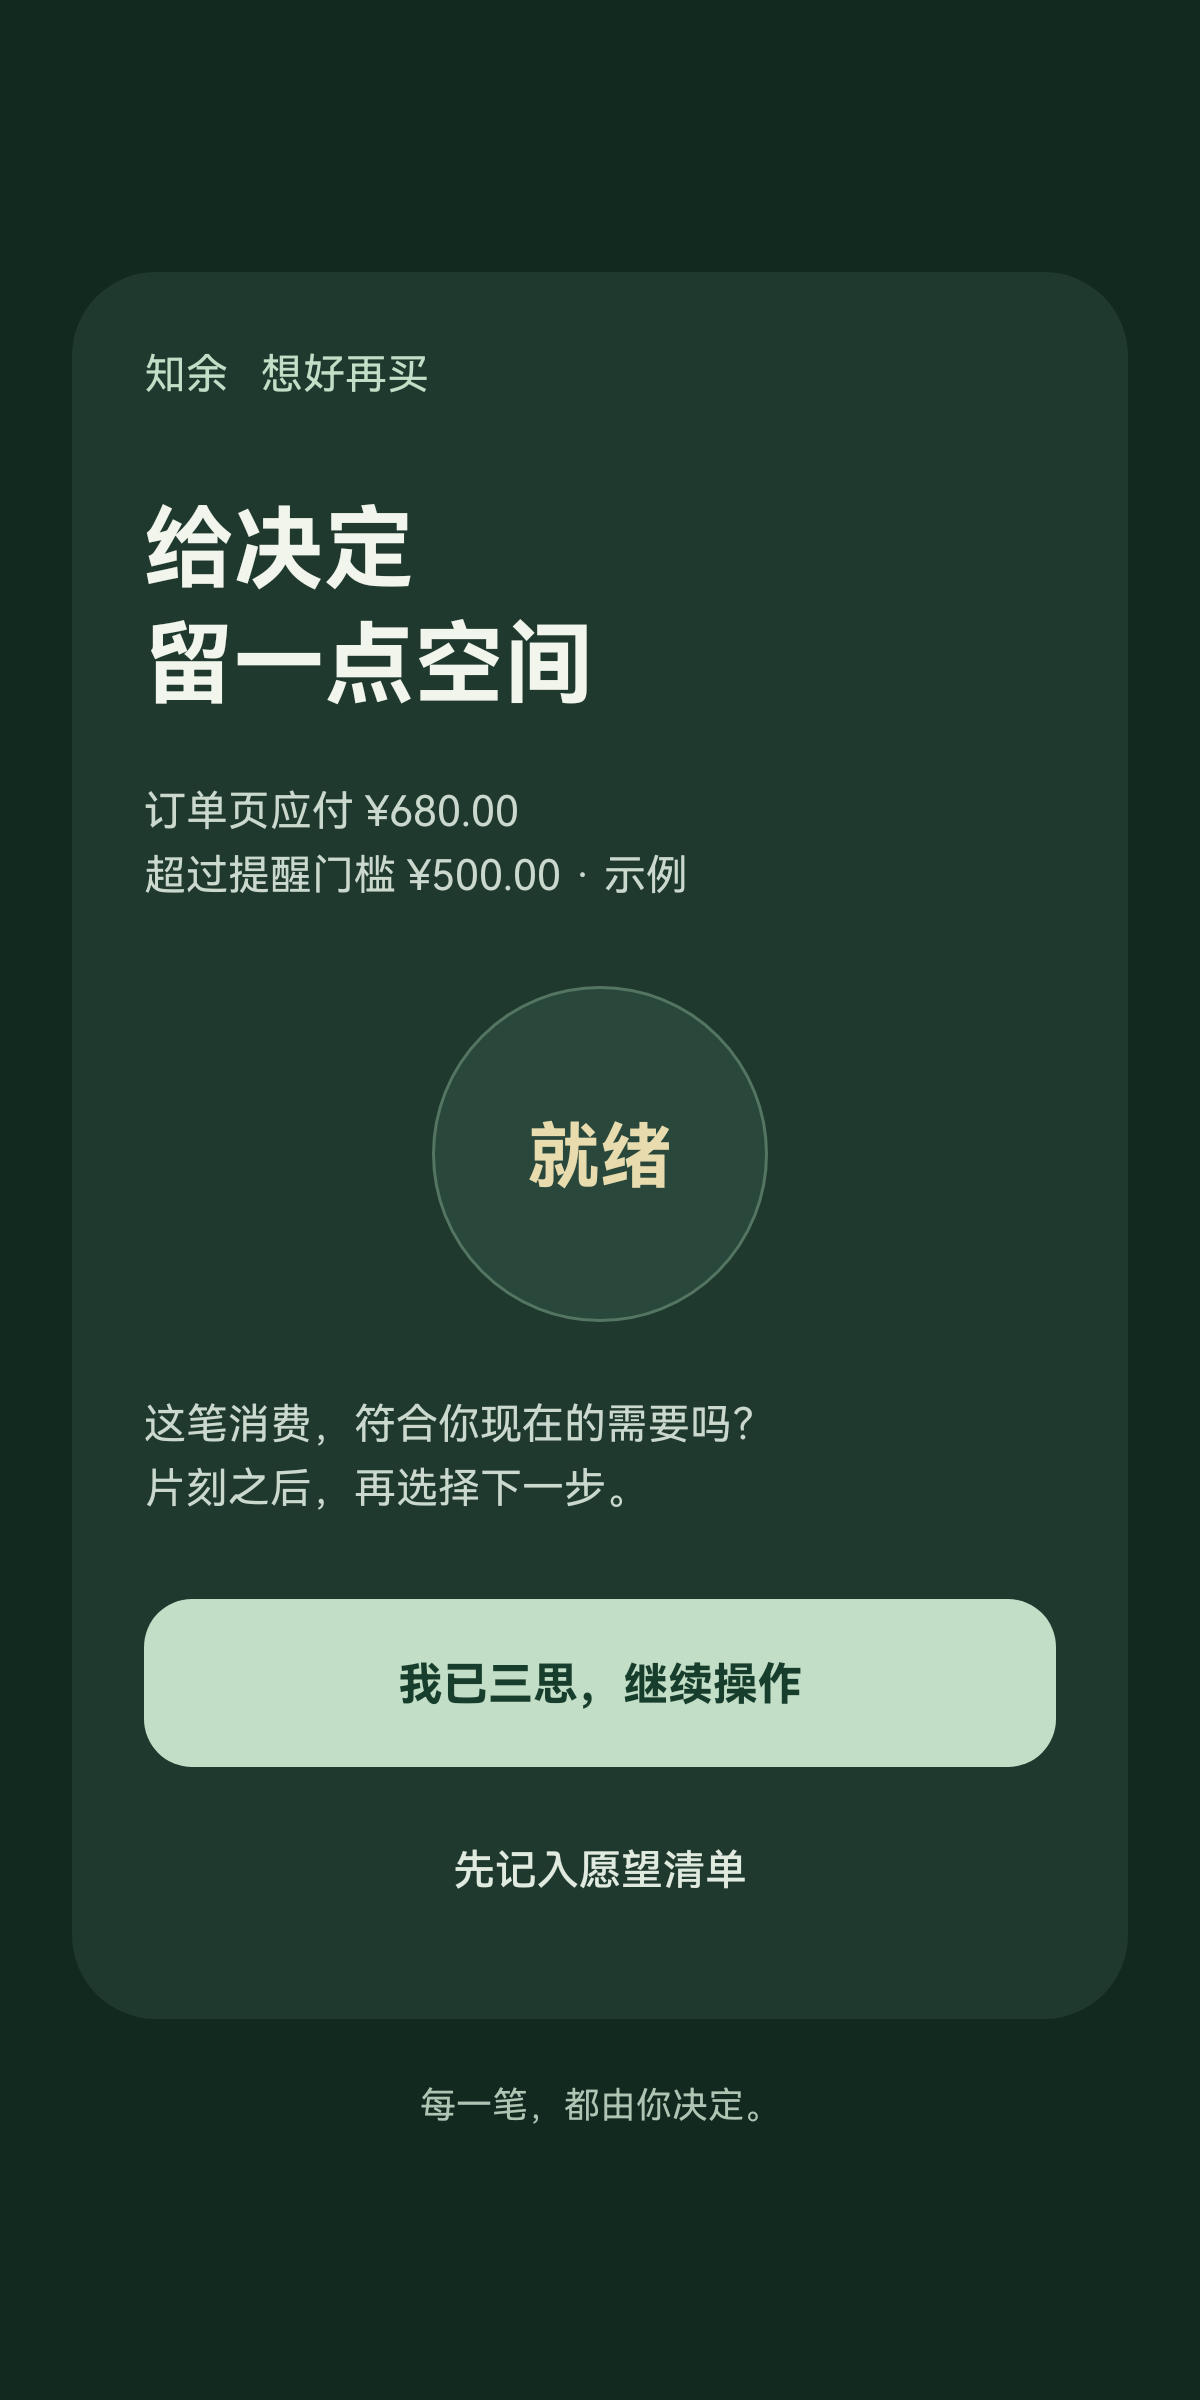 知余 想好再买
给决定
留一点空间
订单页应付 ¥680.00
超过提醒门槛 ¥500.00 · 示例
就绪
这笔消费，符合你现在的需要吗？
片刻之后，再选择下一步。
我已三思，继续操作
先记入愿望清单
每一笔，都由你决定。